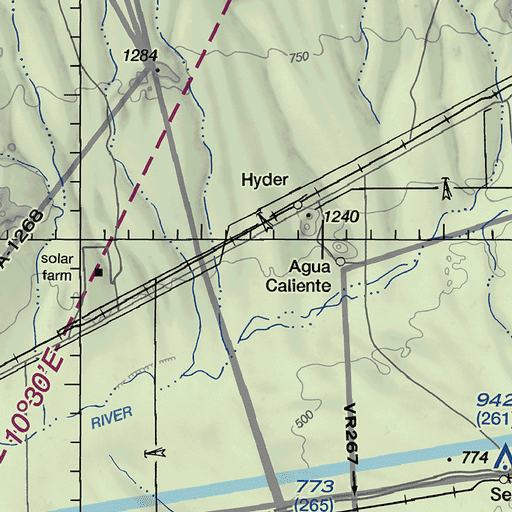 1284
750
Hyder
1240
A-1268
solar
farm
Agua
Caliente
10°30'E
RIVER
500
VR267
942
(261)
774
773
(265)
Se